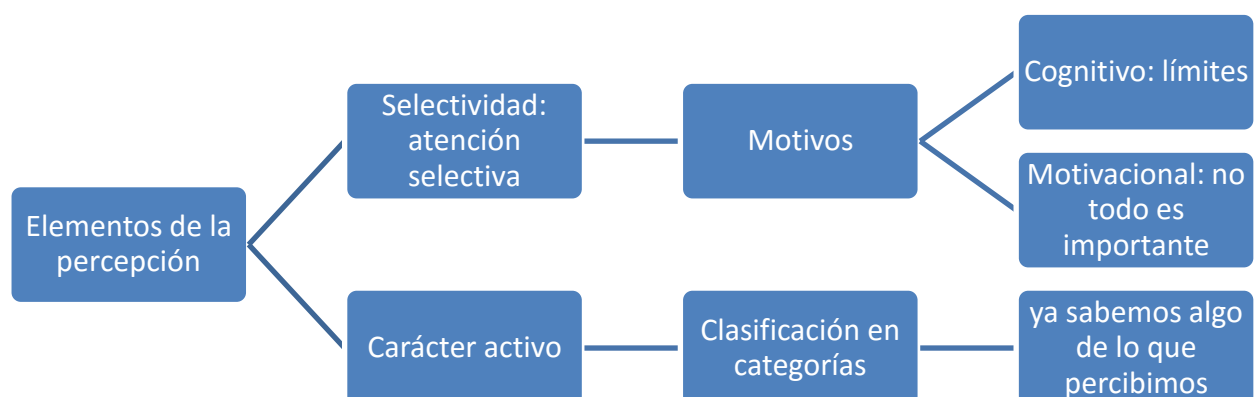 Elementos de la
percepción
Selectividad:
atención
selectiva
Motivos
Cognitivo: límites
Motivacional: no
todo es
importante
Carácter activo
Clasificación en
categorías
ya sabemos algo
de lo que
percibimos